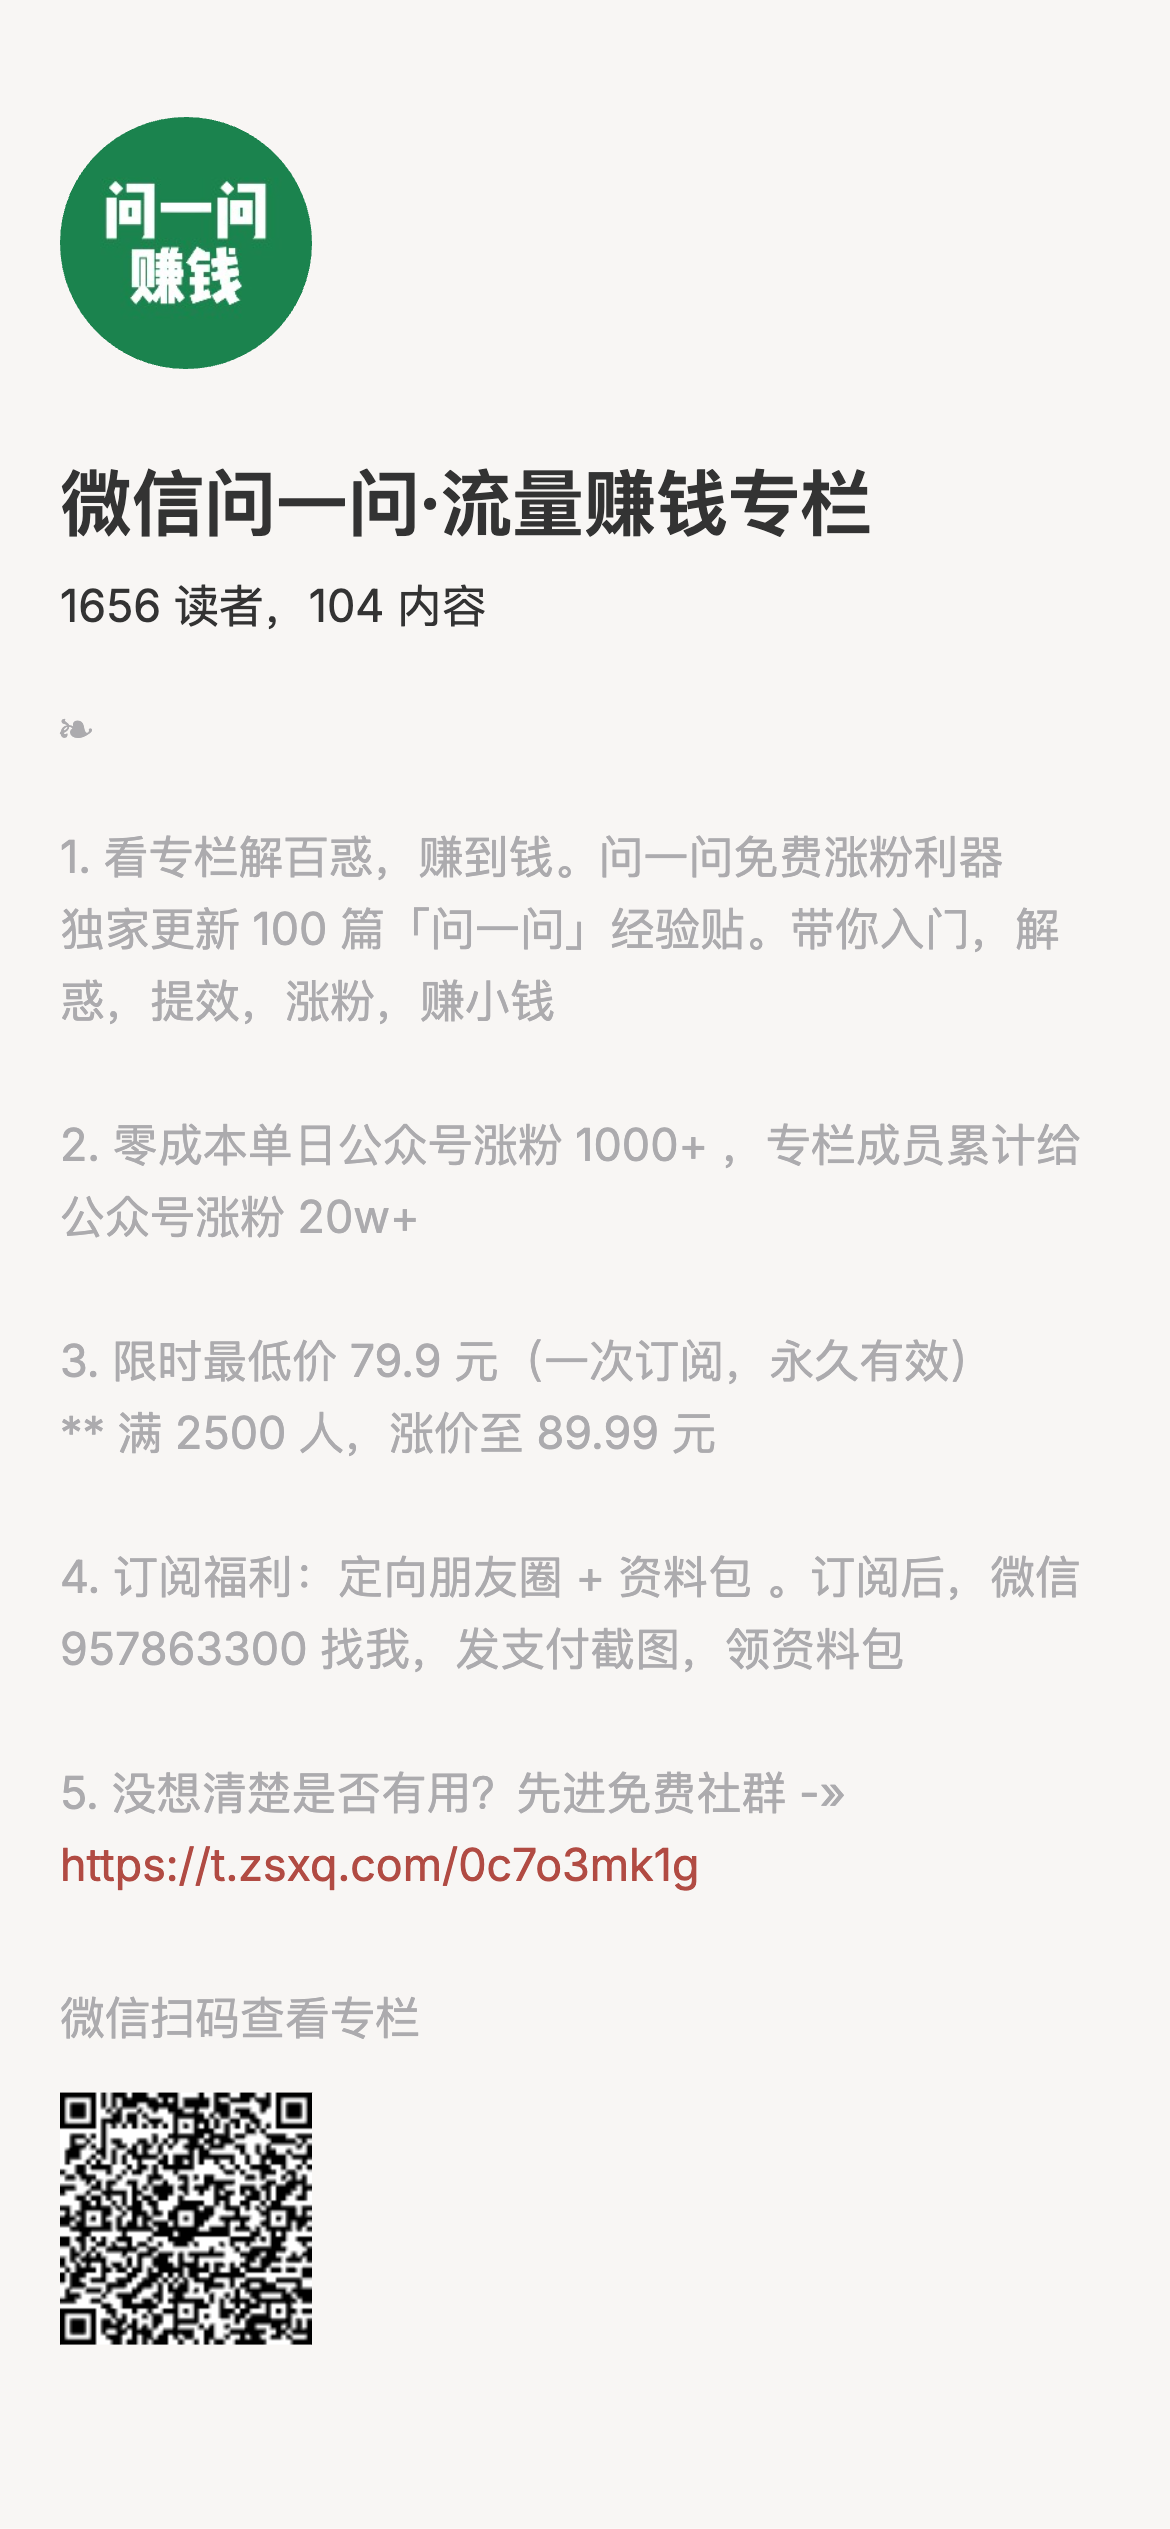 问一问
赚钱
微信问一问·流量赚钱专栏
1656 读者，104 内容
❧
1. 看专栏解百惑，赚到钱。问一问免费涨粉利器
独家更新 100 篇「问一问」经验贴。带你入门，解
惑，提效，涨粉，赚小钱
2. 零成本单日公众号涨粉 1000+ ，专栏成员累计给
公众号涨粉 20w+
3. 限时最低价 79.9 元（一次订阅，永久有效）
** 满 2500 人，涨价至 89.99 元
4. 订阅福利：定向朋友圈 + 资料包 。订阅后，微信
957863300 找我，发支付截图，领资料包
5. 没想清楚是否有用？先进免费社群 -»
https://t.zsxq.com/0c7o3mk1g
微信扫码查看专栏